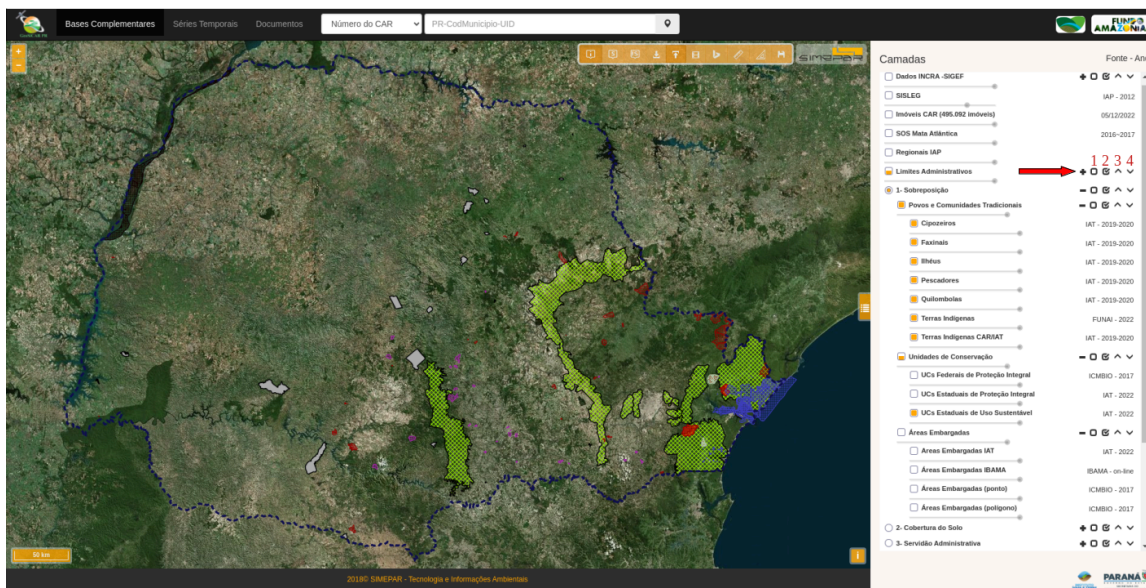 Bases Complementares Séries Temporais Documentos Número do CAR PR-CodMunicipio-UID
FUNDO
AMAZÔNIA
SIMEPAR
Camadas Fonte - An
Dados INCRA -SIGEF
SISLEG IAP - 2012
Imóveis CAR (495.092 imóveis) 05/12/2022
SOS Mata Atlântica 2016~2017
Regionais IAP
1 2 3 4
Limites Administrativos
1- Sobreposição
Povos e Comunidades Tradicionais
Cipozeiros IAT - 2019-2020
Faxinais IAT - 2019-2020
Ilhéus IAT - 2019-2020
Pescadores IAT - 2019-2020
Quilombolas IAT - 2019-2020
Terras Indígenas FUNAI - 2022
Terras Indígenas CAR/IAT IAT - 2019-2020
Unidades de Conservação
UCs Federais de Proteção Integral ICMBIO - 2017
UCs Estaduais de Proteção Integral IAT - 2022
UCs Estaduais de Uso Sustentável IAT - 2022
Áreas Embargadas
Areas Embargadas IAT IAT - 2022
Áreas Embargadas IBAMA IBAMA - on-line
Áreas Embargadas (ponto) ICMBIO - 2017
Áreas Embargadas (polígono) ICMBIO - 2017
2- Cobertura do Solo
3- Servidão Administrativa
50 km
2018© SIMEPAR - Tecnologia e Informações Ambientais
PARANÁ